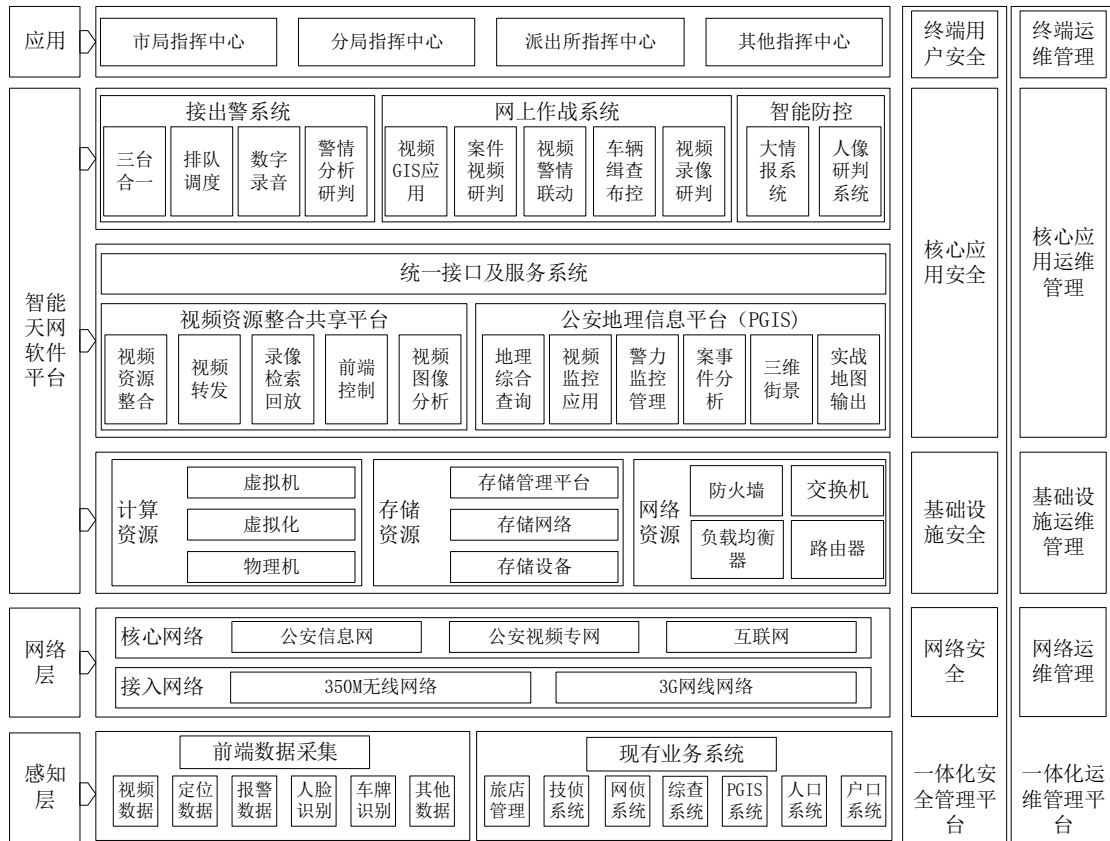 应用
市局指挥中心
分局指挥中心
派出所指挥中心
其他指挥中心
终端用
户安全
终端运
维管理
智能
天网
软件
平台
接出警系统
三台
合一
排队
调度
数字
录音
警情
分析
研判
网上作战系统
视频
GIS应
用
案件
视频
研判
视频
警情
联动
车辆
缉查
布控
视频
录像
研判
智能防控
大情
报系
统
人像
研判
系统
统一接口及服务系统
视频资源整合共享平台
视频
资源
整合
视频
转发
录像
检索
回放
前端
控制
视频
图像
分析
公安地理信息平台（PGIS)
地理
综合
查询
视频
监控
应用
警力
监控
管理
案事
件分
析
三维
街景
实战
地图
输出
核心应
用安全
核心应
用运维
管理
计算
资源
虚拟机
虚拟化
物理机
存储
资源
存储管理平台
存储网络
存储设备
网络
资源
防火墙
交换机
负载均衡
器
路由器
基础设
施安全
基础设
施运维
管理
网络
层
核心网络
公安信息网
公安视频专网
互联网
接入网络
350M无线网络
3G网线网络
网络安
全
网络运
维管理
感知
层
前端数据采集
视频
数据
定位
数据
报警
数据
人脸
识别
车牌
识别
其他
数据
现有业务系统
旅店
管理
技侦
系统
网侦
系统
综查
系统
PGIS
系统
人口
系统
户口
系统
一体化安
全管理平
台
一体化运
维管理平
台